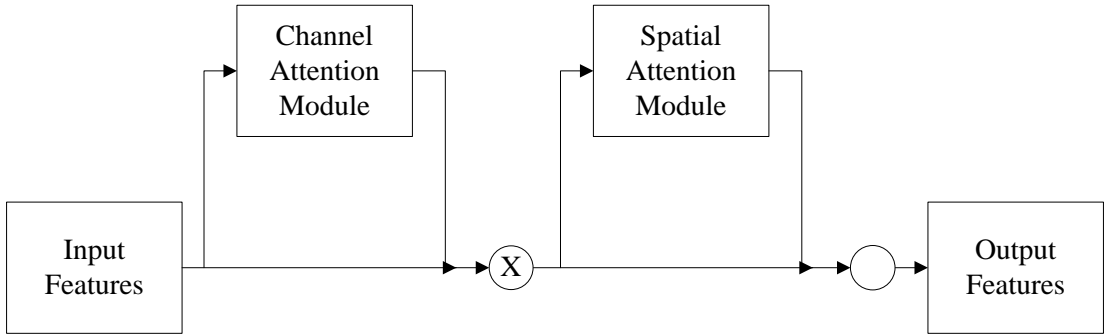 Channel
Attention
Module
Spatial
Attention
Module
Input
Features
X
Output
Features